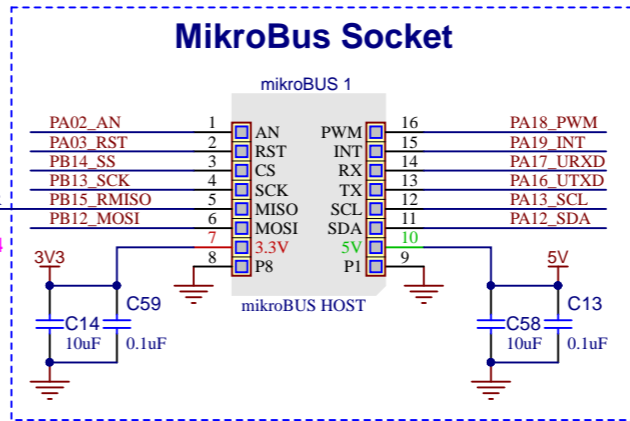 MikroBus Socket
mikroBUS 1
PA02_AN 1 AN PWM 16 PA18_PWM
PA03_RST 2 RST INT 15 PA19_INT
PB14_SS 3 CS RX 14 PA17_URXD
PB13_SCK 4 SCK TX 13 PA16_UTXD
PB15_RMISO 5 MISO SCL 12 PA13_SCL
PB12_MOSI 6 MOSI SDA 11 PA12_SDA
3V3 7 3.3V 5V 10 5V
8 P8 P1 9
mikroBUS HOST
C14 C59 C58 C13
10uF 0.1uF 10uF 0.1uF